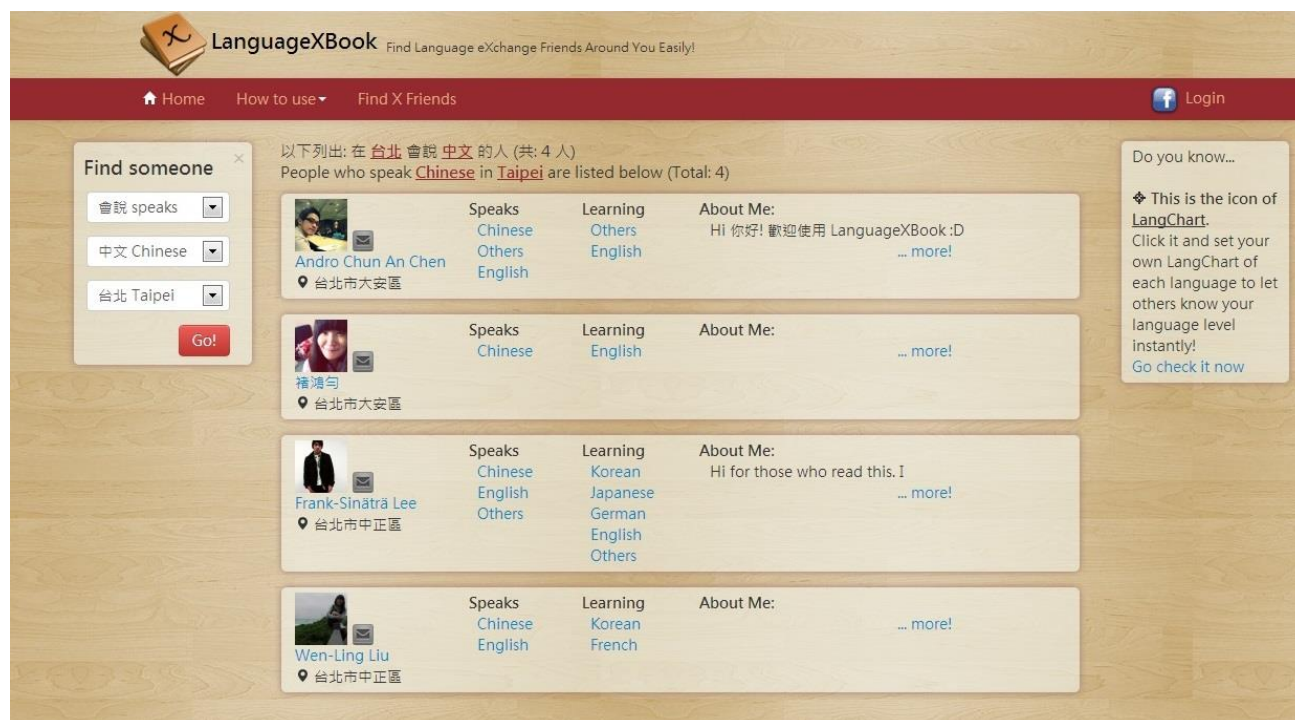 LanguageXBook Find Language eXchange Friends Around You Easily!
Home How to use Find X Friends Login
Find someone ×
會說 speaks
中文 Chinese
台北 Taipei
Go!
以下列出: 在 台北 會說 中文 的人 (共: 4 人)
People who speak Chinese in Taipei are listed below (Total: 4)
Andro Chun An Chen
台北市大安區
Speaks
Chinese
Others
English
Learning
Others
English
About Me:
Hi 你好! 歡迎使用 LanguageXBook :D
... more!
褚鴻勻
台北市大安區
Speaks
Chinese
Learning
English
About Me:
... more!
Frank-Sinäträ Lee
台北市中正區
Speaks
Chinese
English
Others
Learning
Korean
Japanese
German
English
Others
About Me:
Hi for those who read this. I
... more!
Wen-Ling Liu
台北市中正區
Speaks
Chinese
English
Learning
Korean
French
About Me:
... more!
Do you know...
This is the icon of
LangChart.
Click it and set your
own LangChart of
each language to let
others know your
language level
instantly!
Go check it now